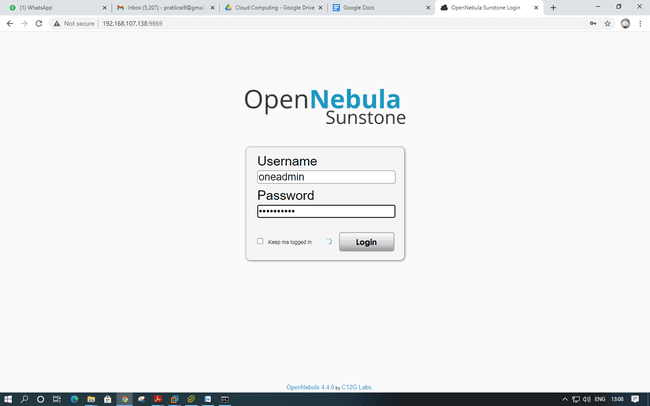 (1) WhatsApp
Inbox (5,207) - pratikrai9@gmai
Cloud Computing - Google Drive
Google Docs
OpenNebula Sunstone Login
Not secure 192.168.107.138:9869
OpenNebula
Sunstone
Username
oneadmin
Password
••••••••••
Keep me logged in
Login
OpenNebula 4.4.0 by C12G Labs.
ENG
13:08